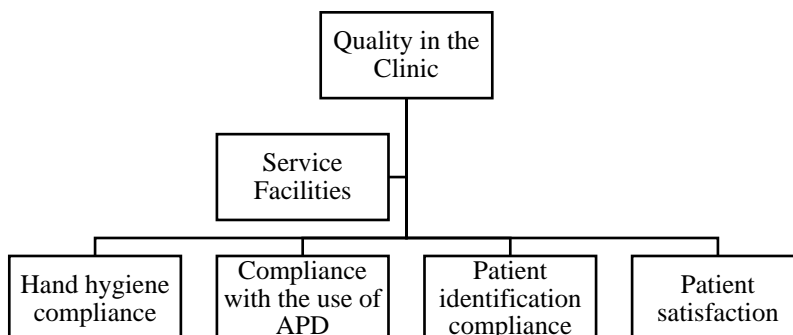 Quality in the
Clinic
Service
Facilities
Hand hygiene
compliance
Compliance
with the use of
APD
Patient
identification
compliance
Patient
satisfaction